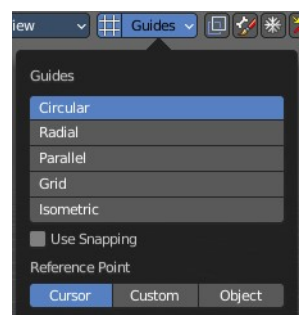 iew Guides
Guides
Circular
Radial
Parallel
Grid
Isometric
Use Snapping
Reference Point
Cursor Custom Object